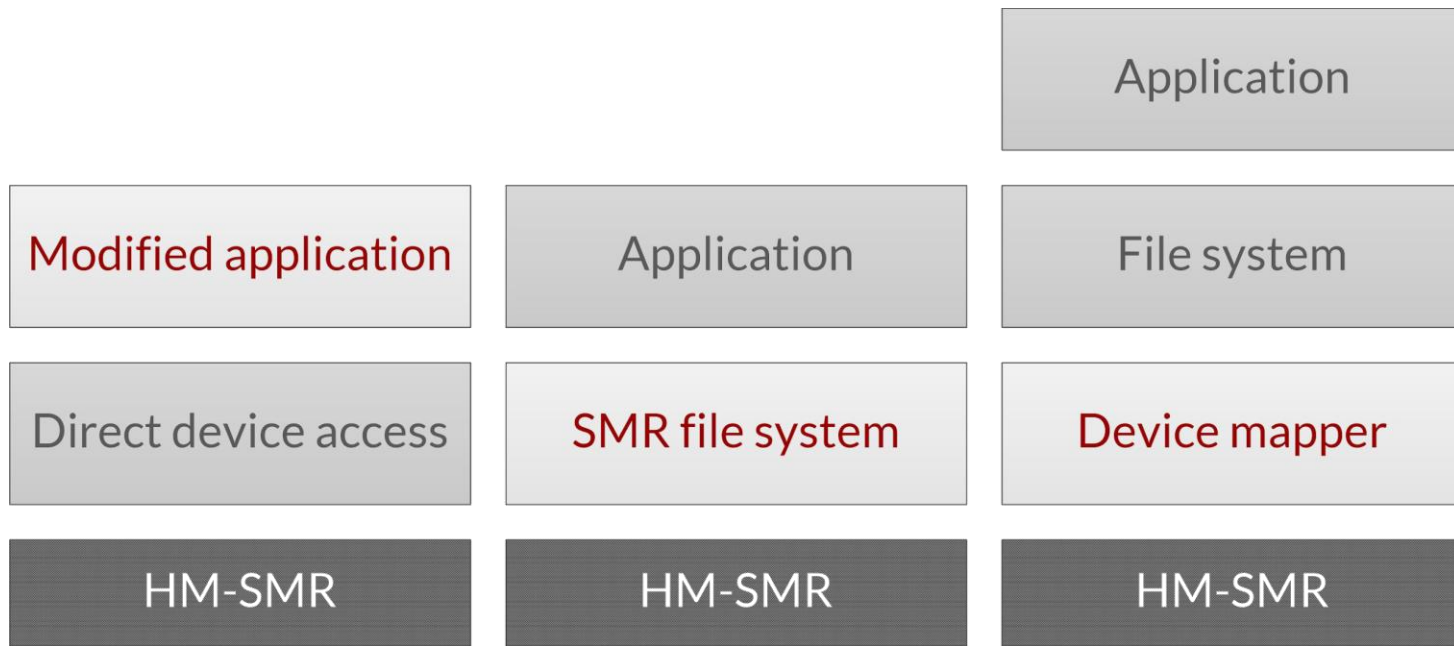 Application
Modified application
Application
File system
Direct device access
SMR file system
Device mapper
HM-SMR
HM-SMR
HM-SMR